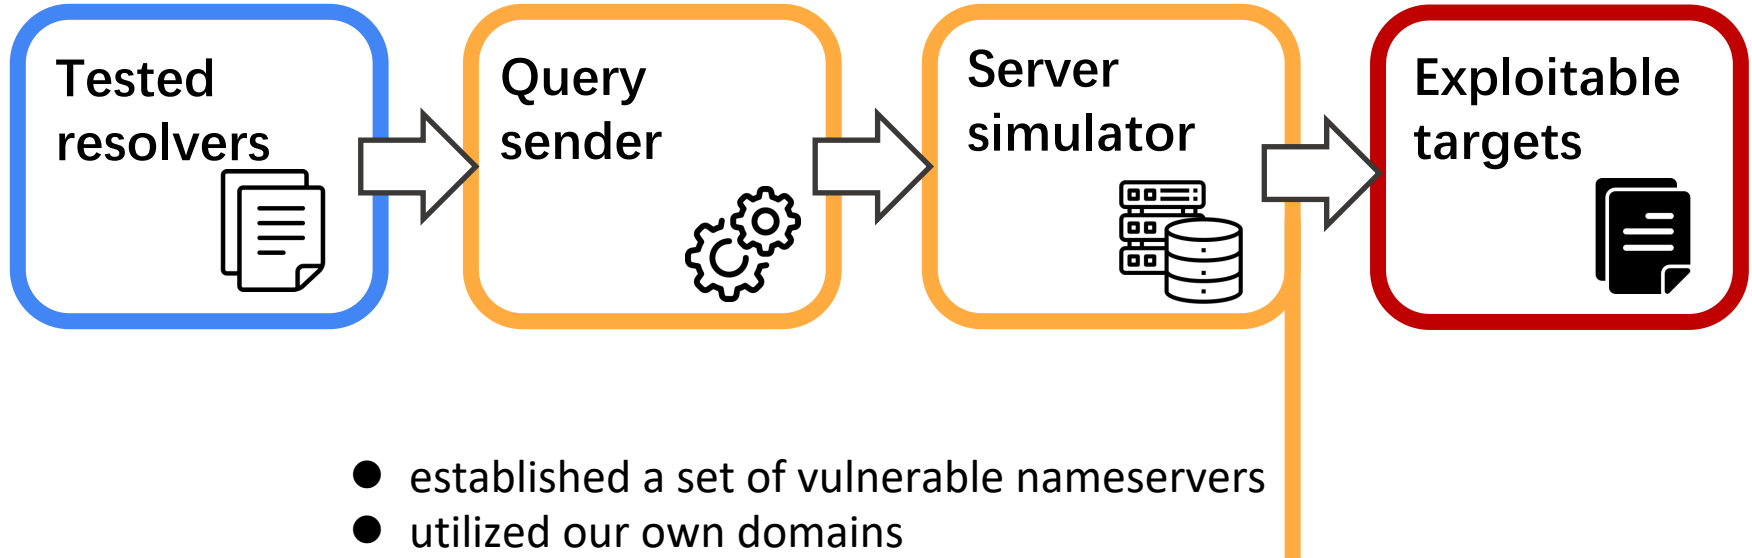 Tested
resolvers
Query
sender
Server
simulator
Exploitable
targets
● established a set of vulnerable nameservers
● utilized our own domains